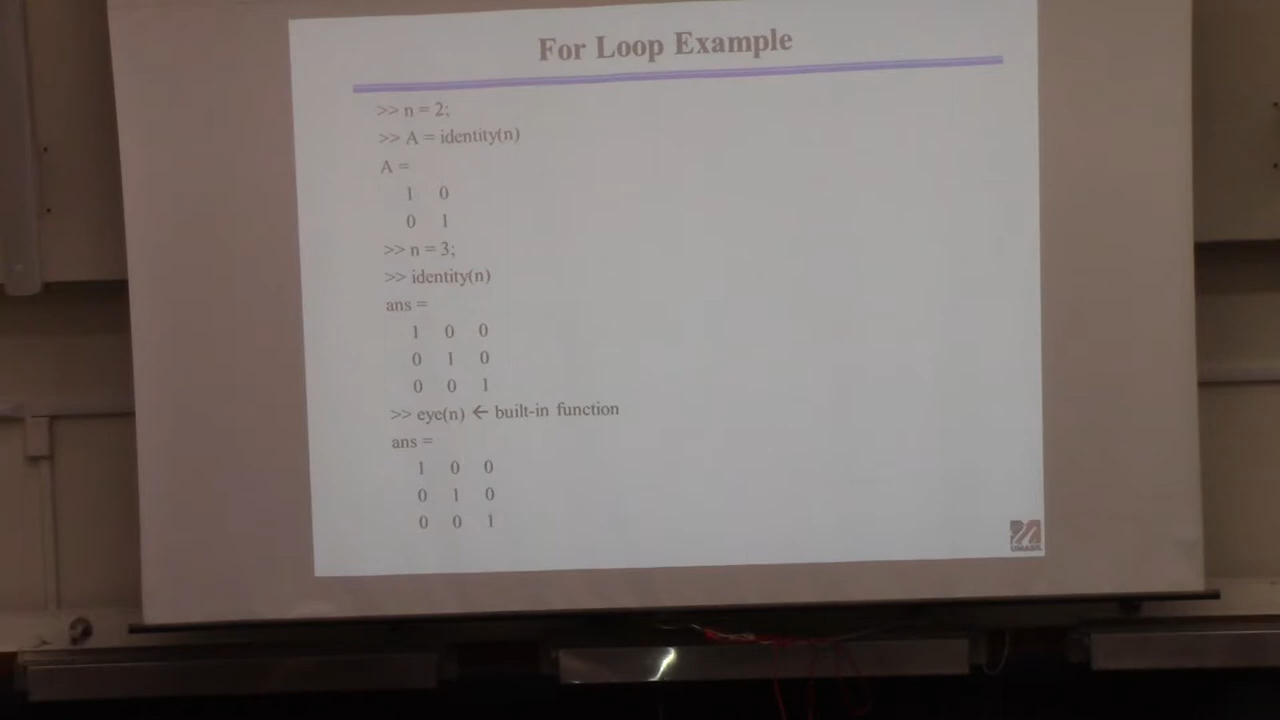 For Loop Example
>> n = 2;
>> A = identity(n)
A =
1 0
0 1
>> n = 3;
>> identity(n)
ans =
1 0 0
0 1 0
0 0 1
>> eye(n) ← built-in function
ans =
1 0 0
0 1 0
0 0 1
UMASS